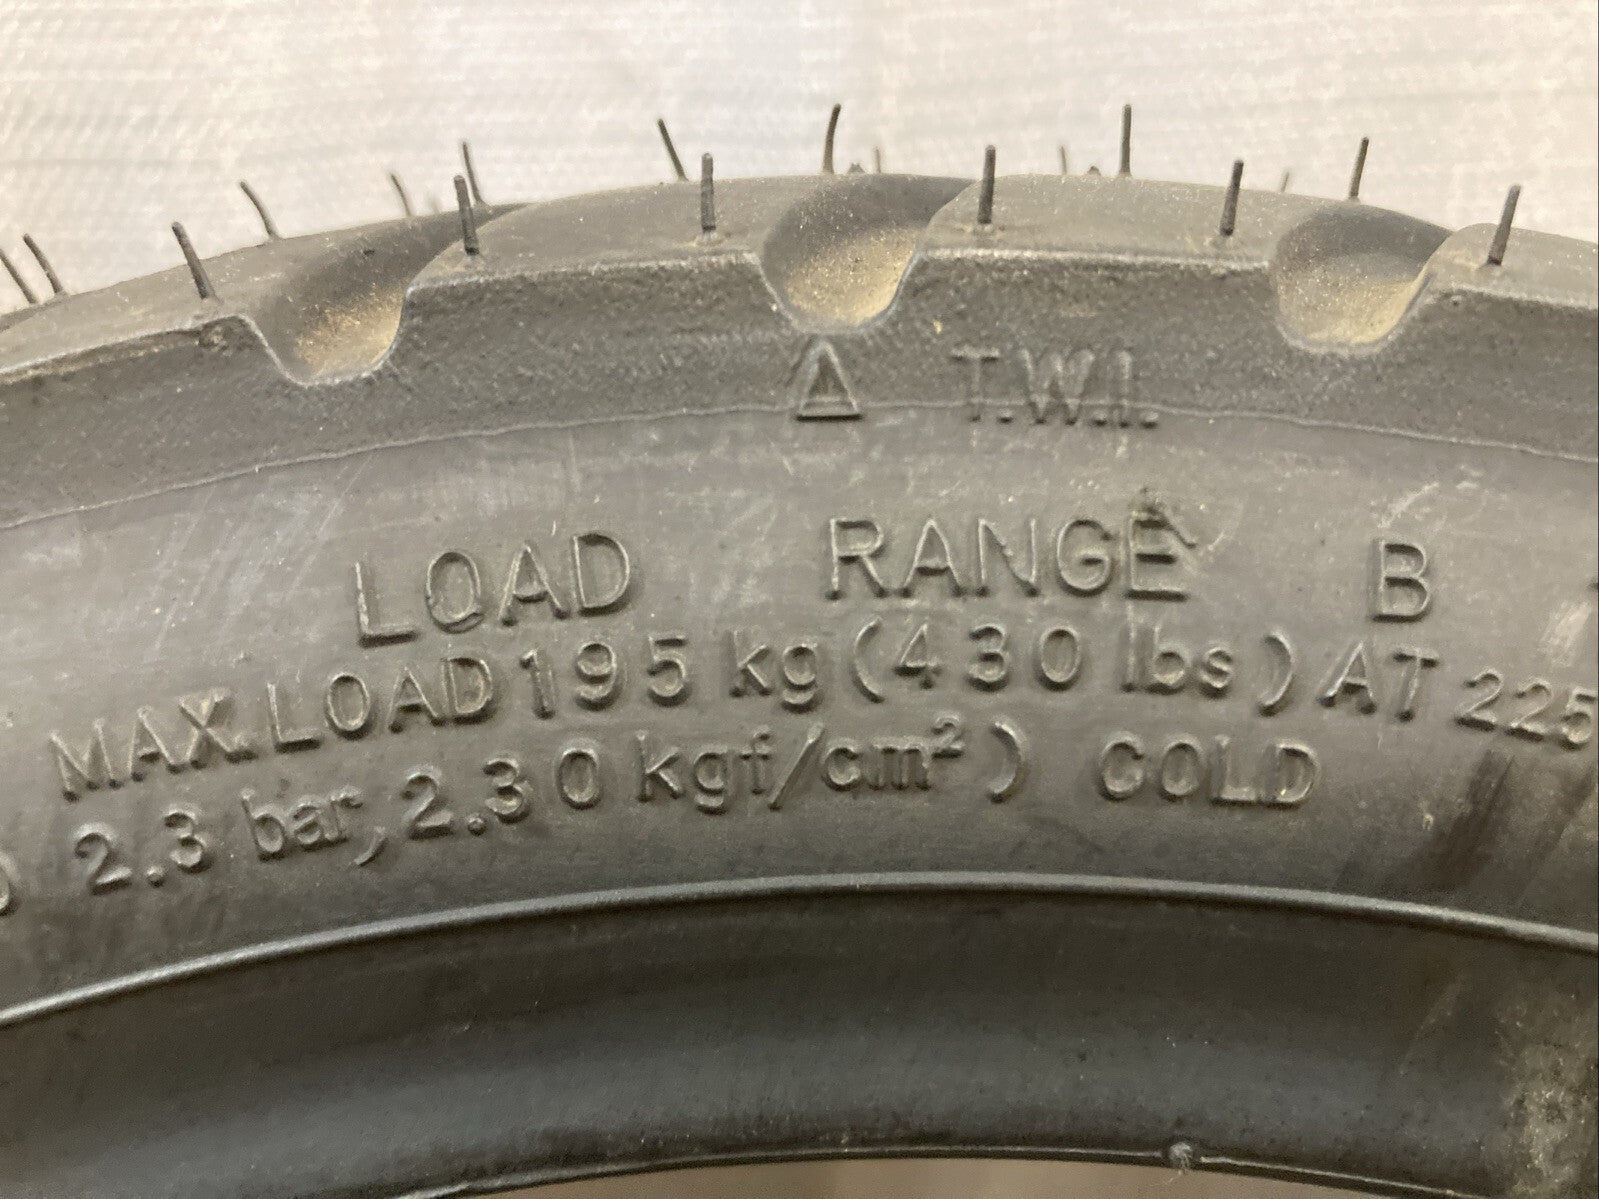 △ T.W.I.
LOAD RANGE B
MAX.LOAD 195 kg (430 lbs) AT 225
2.3 bar, 2.30 kgf/cm²) COLD